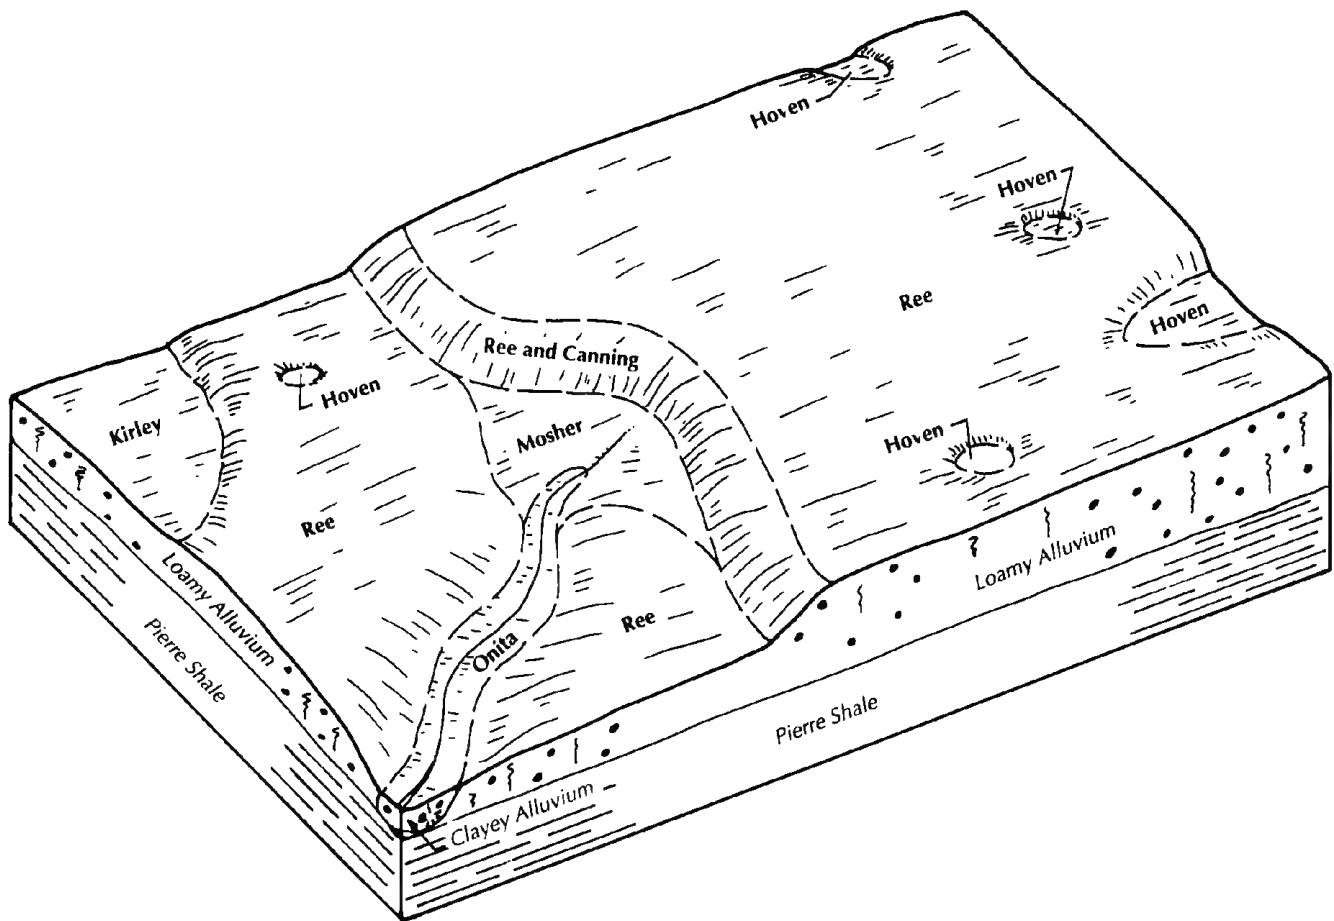 Hoven
Hoven
Ree
Hoven
Ree and Canning
Hoven
Kirley
Mosher
Hoven
Ree
Loamy Alluvium
Loamy Alluvium
Ree
Onita
Pierre Shale
Pierre Shale
Clayey Alluvium